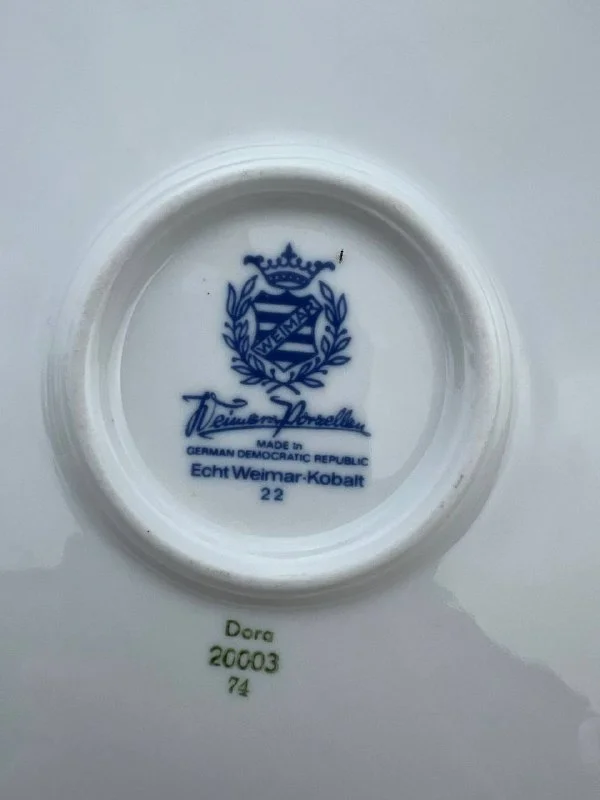 WEIMAR
Weimar Porzellan
MADE in
GERMAN DEMOCRATIC REPUBLIC
Echt Weimar-Kobalt
22
Dora
20003
74